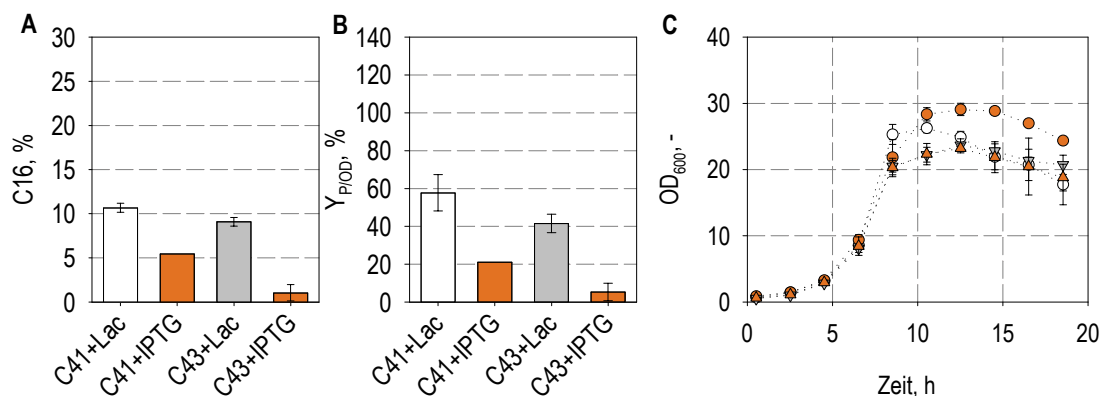 A
C16, %
30
25
20
15
10
5
0
C41+Lac
C41+IPTG
C43+Lac
C43+IPTG
B
Y_P/OD, %
140
120
100
80
60
40
20
0
C41+Lac
C41+IPTG
C43+Lac
C43+IPTG
C
OD_600, -
40
30
20
10
0
0 5 10 15 20
Zeit, h